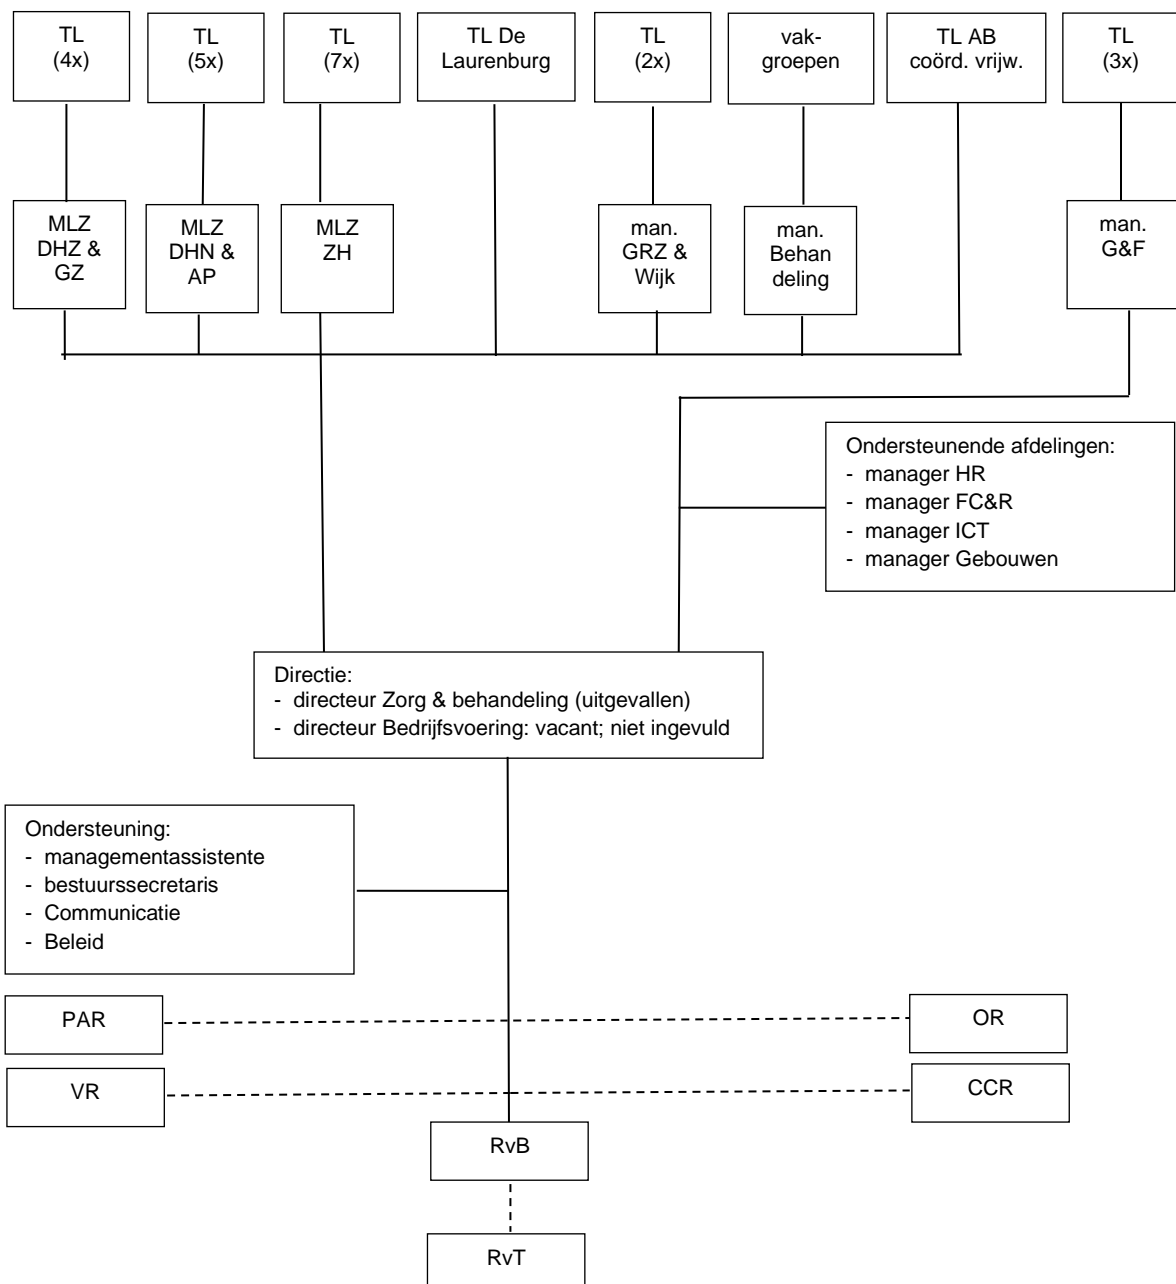 TL
(4x)
TL
(5x)
TL
(7x)
TL De
Laurenburg
TL
(2x)
vak-
groepen
TL AB
coörd. vrijw.
TL
(3x)
MLZ
DHZ &
GZ
MLZ
DHN &
AP
MLZ
ZH
man.
GRZ &
Wijk
man.
Behan
deling
man.
G&F
Ondersteunende afdelingen:
- manager HR
- manager FC&R
- manager ICT
- manager Gebouwen
Directie:
- directeur Zorg & behandeling (uitgevallen)
- directeur Bedrijfsvoering: vacant; niet ingevuld
Ondersteuning:
- managementassistente
- bestuurssecretaris
- Communicatie
- Beleid
PAR
OR
VR
CCR
RvB
RvT